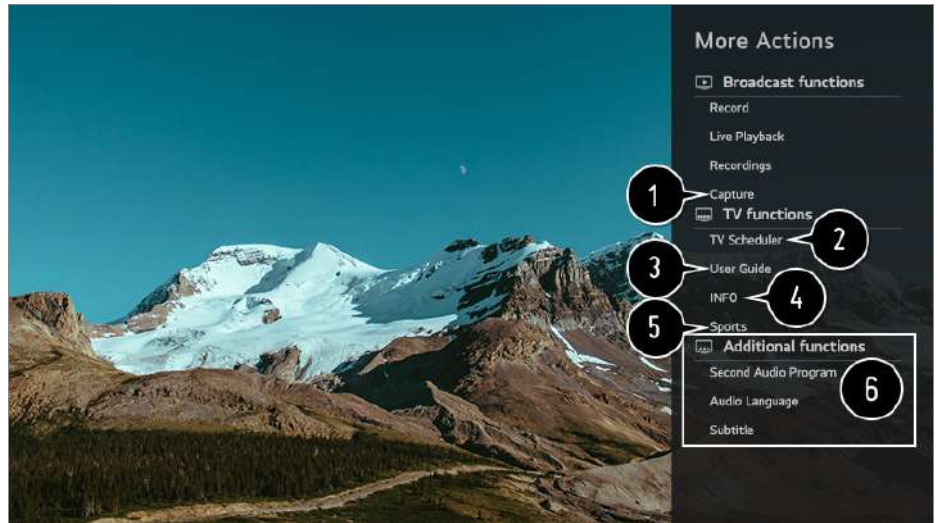 More Actions
Broadcast functions
Record
Live Playback
Recordings
1
Capture
TV functions
TV Scheduler
2
3
User Guide
INFO
4
5
Sports
Additional functions
Second Audio Program
6
Audio Language
Subtitle